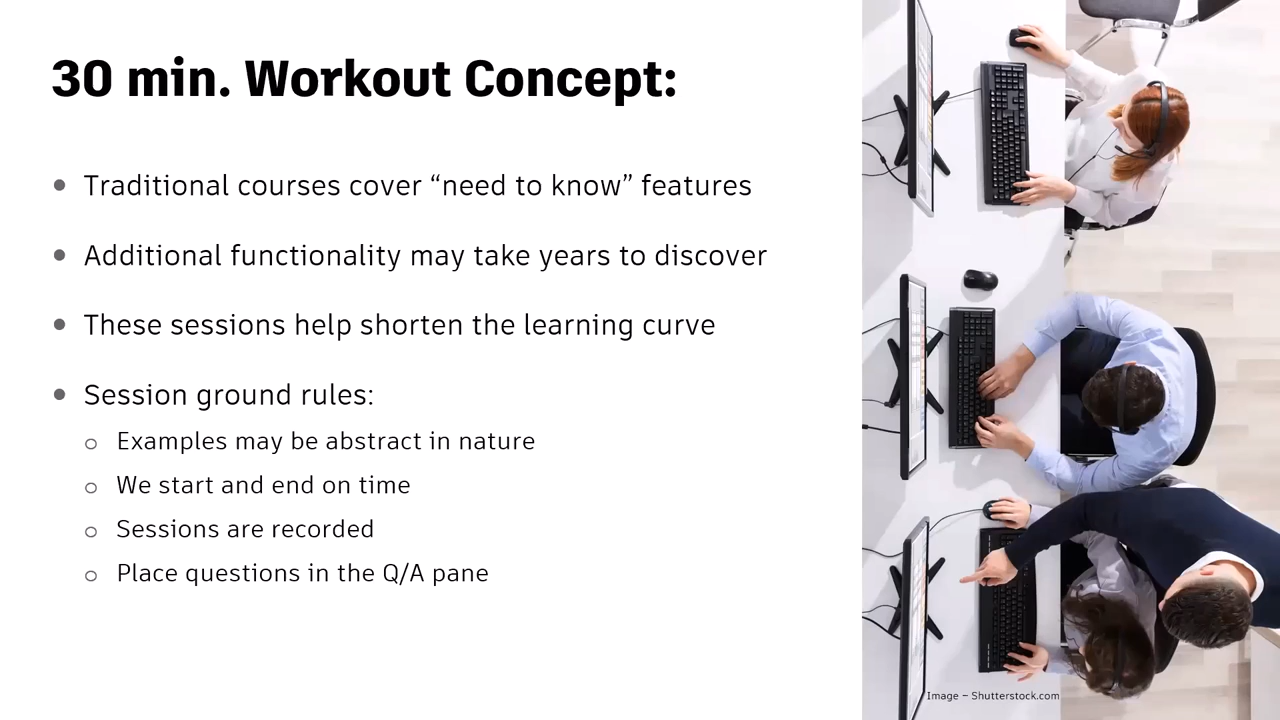 30 min. Workout Concept:
Traditional courses cover “need to know” features
Additional functionality may take years to discover
These sessions help shorten the learning curve
Session ground rules:
Examples may be abstract in nature
We start and end on time
Sessions are recorded
Place questions in the Q/A pane
Image – Shutterstock.com